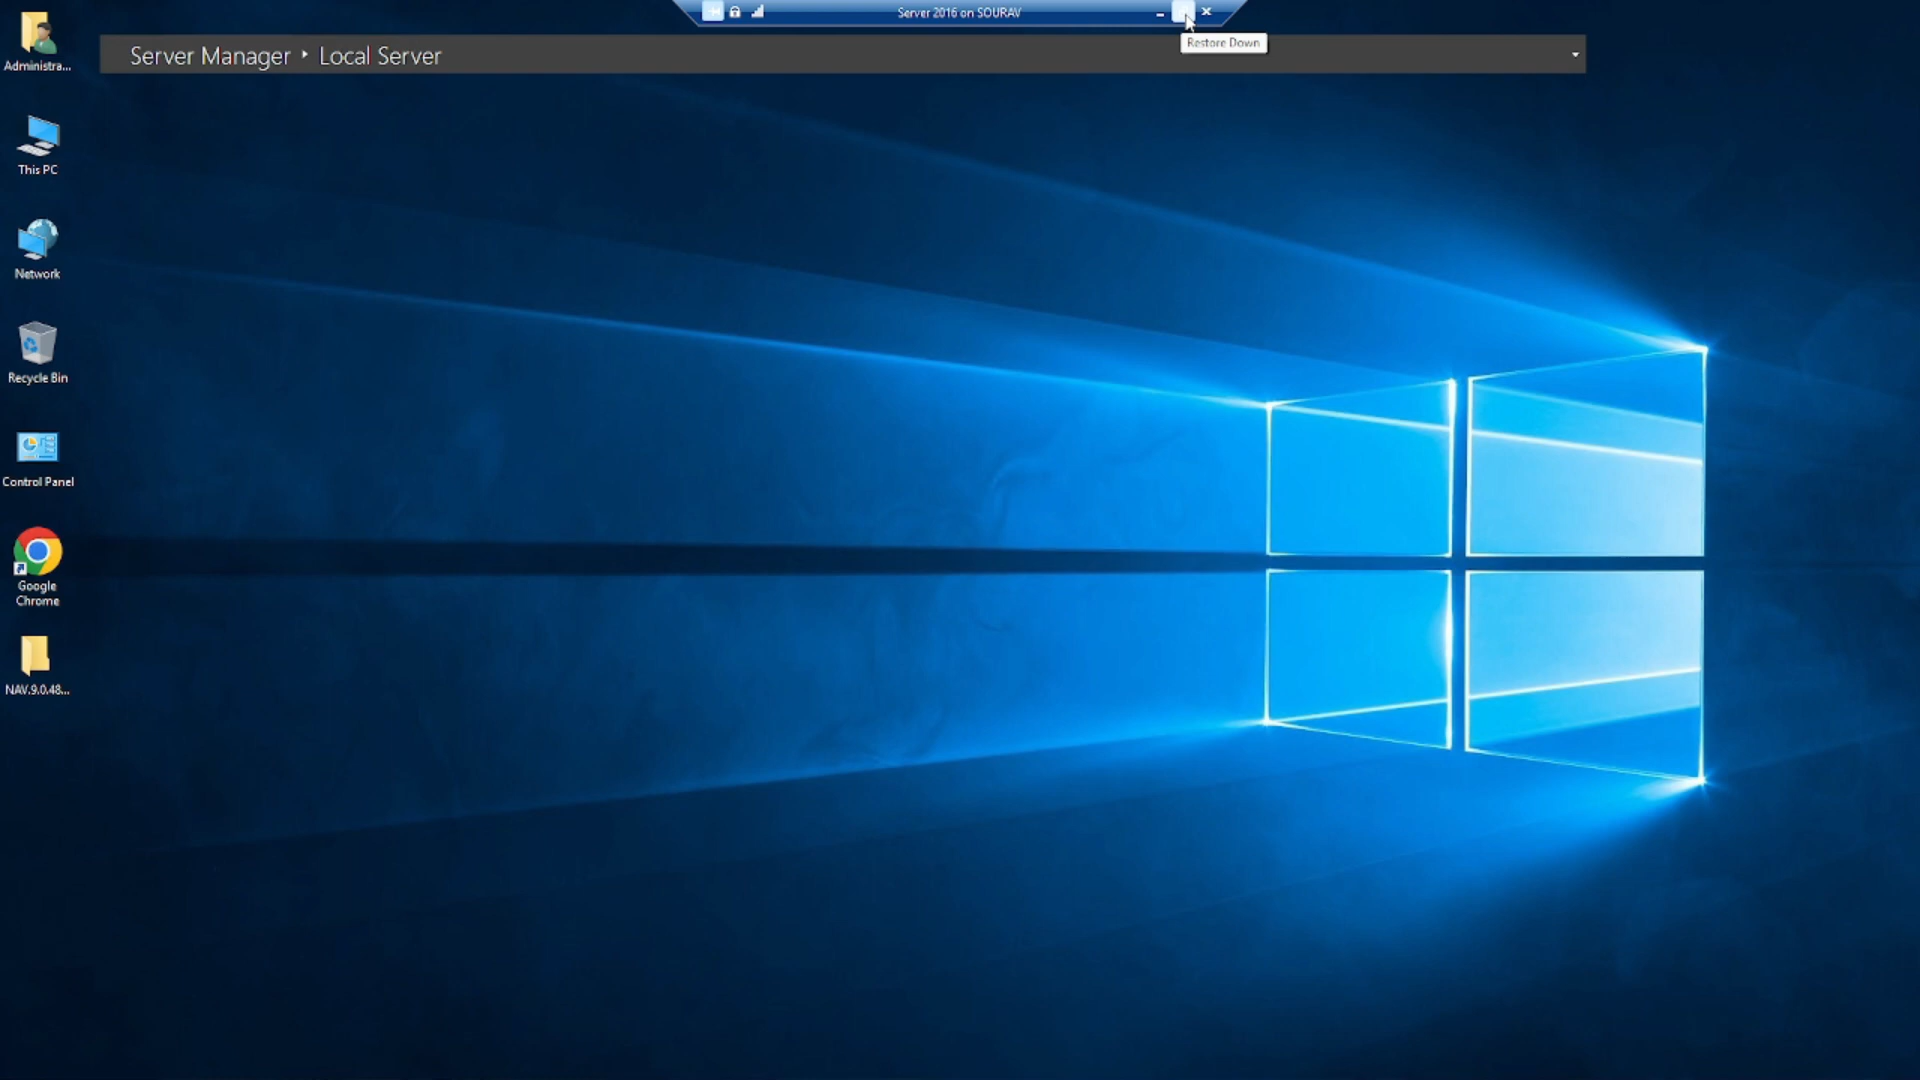 Server 2016 on SOURAV
Restore Down
Server Manager ‣ Local Server
Administra...
This PC
Network
Recycle Bin
Control Panel
Google
Chrome
NAV.9.0.48...